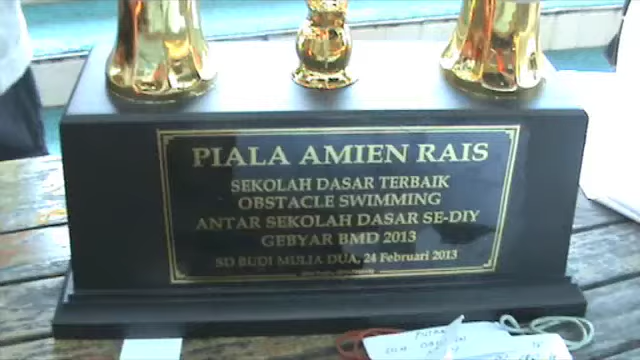 PIALA AMIEN RAIS
SEKOLAH DASAR TERBAIK
OBSTACLE SWIMMING
ANTAR SEKOLAH DASAR SE-DIY
GEBYAR BMD 2013
SD BUDI MULIA DUA, 24 Februari 2013